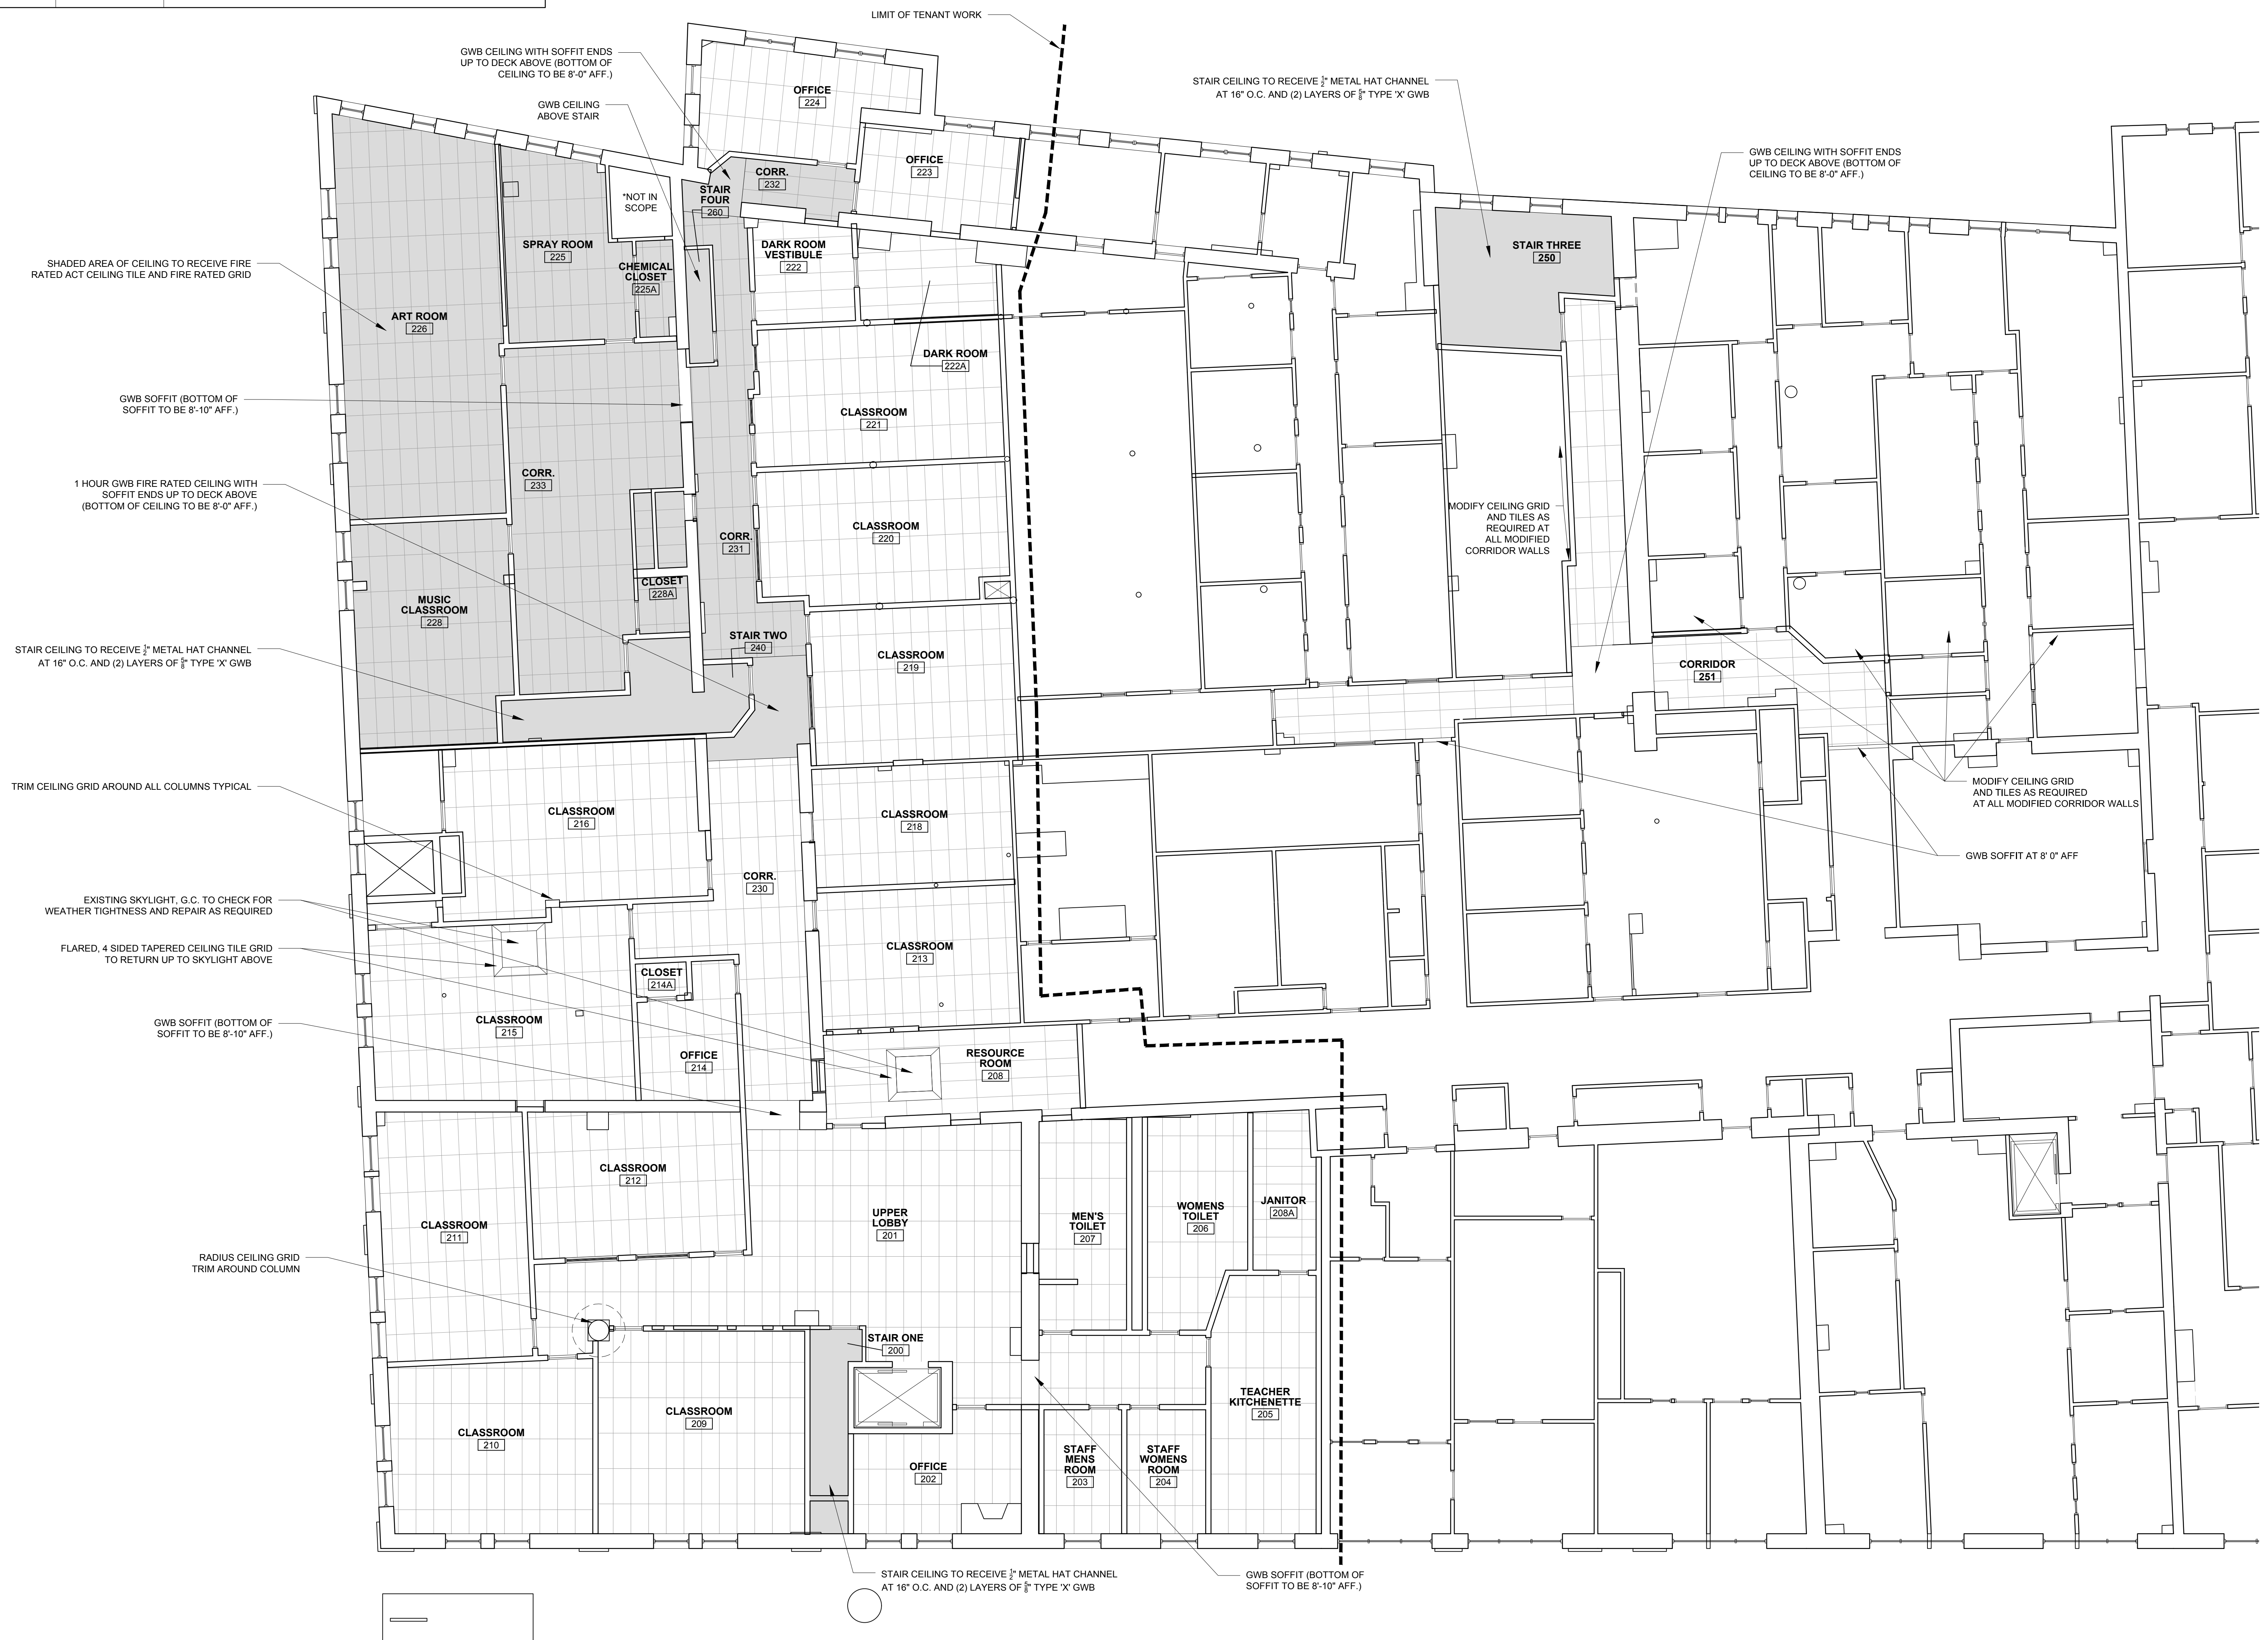 LIMIT OF TENANT WORK
GWB CEILING WITH SOFFIT ENDS
UP TO DECK ABOVE (BOTTOM OF
CEILING TO BE 8'-0" AFF.)
GWB CEILING
ABOVE STAIR
STAIR CEILING TO RECEIVE ½" METAL HAT CHANNEL
AT 16" O.C. AND (2) LAYERS OF ⅝" TYPE 'X' GWB
GWB CEILING WITH SOFFIT ENDS
UP TO DECK ABOVE (BOTTOM OF
CEILING TO BE 8'-0" AFF.)
OFFICE
224
OFFICE
223
CORR.
232
STAIR
FOUR
260
*NOT IN
SCOPE
SPRAY ROOM
225
CHEMICAL
CLOSET
225A
DARK ROOM
VESTIBULE
222
STAIR THREE
250
SHADED AREA OF CEILING TO RECEIVE FIRE
RATED ACT CEILING TILE AND FIRE RATED GRID
ART ROOM
226
DARK ROOM
222A
GWB SOFFIT (BOTTOM OF
SOFFIT TO BE 8'-10" AFF.)
CLASSROOM
221
CORR.
233
1 HOUR GWB FIRE RATED CEILING WITH
SOFFIT ENDS UP TO DECK ABOVE
(BOTTOM OF CEILING TO BE 8'-0" AFF.)
CORR.
231
CLASSROOM
220
MODIFY CEILING GRID
AND TILES AS
REQUIRED AT
ALL MODIFIED
CORRIDOR WALLS
CLOSET
228A
MUSIC
CLASSROOM
228
STAIR TWO
240
CLASSROOM
219
STAIR CEILING TO RECEIVE ½" METAL HAT CHANNEL
AT 16" O.C. AND (2) LAYERS OF ⅝" TYPE 'X' GWB
CORRIDOR
251
TRIM CEILING GRID AROUND ALL COLUMNS TYPICAL
CLASSROOM
216
CLASSROOM
218
MODIFY CEILING GRID
AND TILES AS REQUIRED
AT ALL MODIFIED CORRIDOR WALLS
GWB SOFFIT AT 8' 0" AFF
CORR.
230
EXISTING SKYLIGHT, G.C. TO CHECK FOR
WEATHER TIGHTNESS AND REPAIR AS REQUIRED
FLARED, 4 SIDED TAPERED CEILING TILE GRID
TO RETURN UP TO SKYLIGHT ABOVE
CLASSROOM
213
CLOSET
214A
CLASSROOM
215
GWB SOFFIT (BOTTOM OF
SOFFIT TO BE 8'-10" AFF.)
OFFICE
214
RESOURCE
ROOM
208
CLASSROOM
212
CLASSROOM
211
UPPER
LOBBY
201
MEN'S
TOILET
207
WOMENS
TOILET
206
JANITOR
208A
RADIUS CEILING GRID
TRIM AROUND COLUMN
STAIR ONE
200
TEACHER
KITCHENETTE
205
CLASSROOM
209
CLASSROOM
210
OFFICE
202
STAFF
MENS
ROOM
203
STAFF
WOMENS
ROOM
204
STAIR CEILING TO RECEIVE ½" METAL HAT CHANNEL
AT 16" O.C. AND (2) LAYERS OF ⅝" TYPE 'X' GWB
GWB SOFFIT (BOTTOM OF
SOFFIT TO BE 8'-10" AFF.)